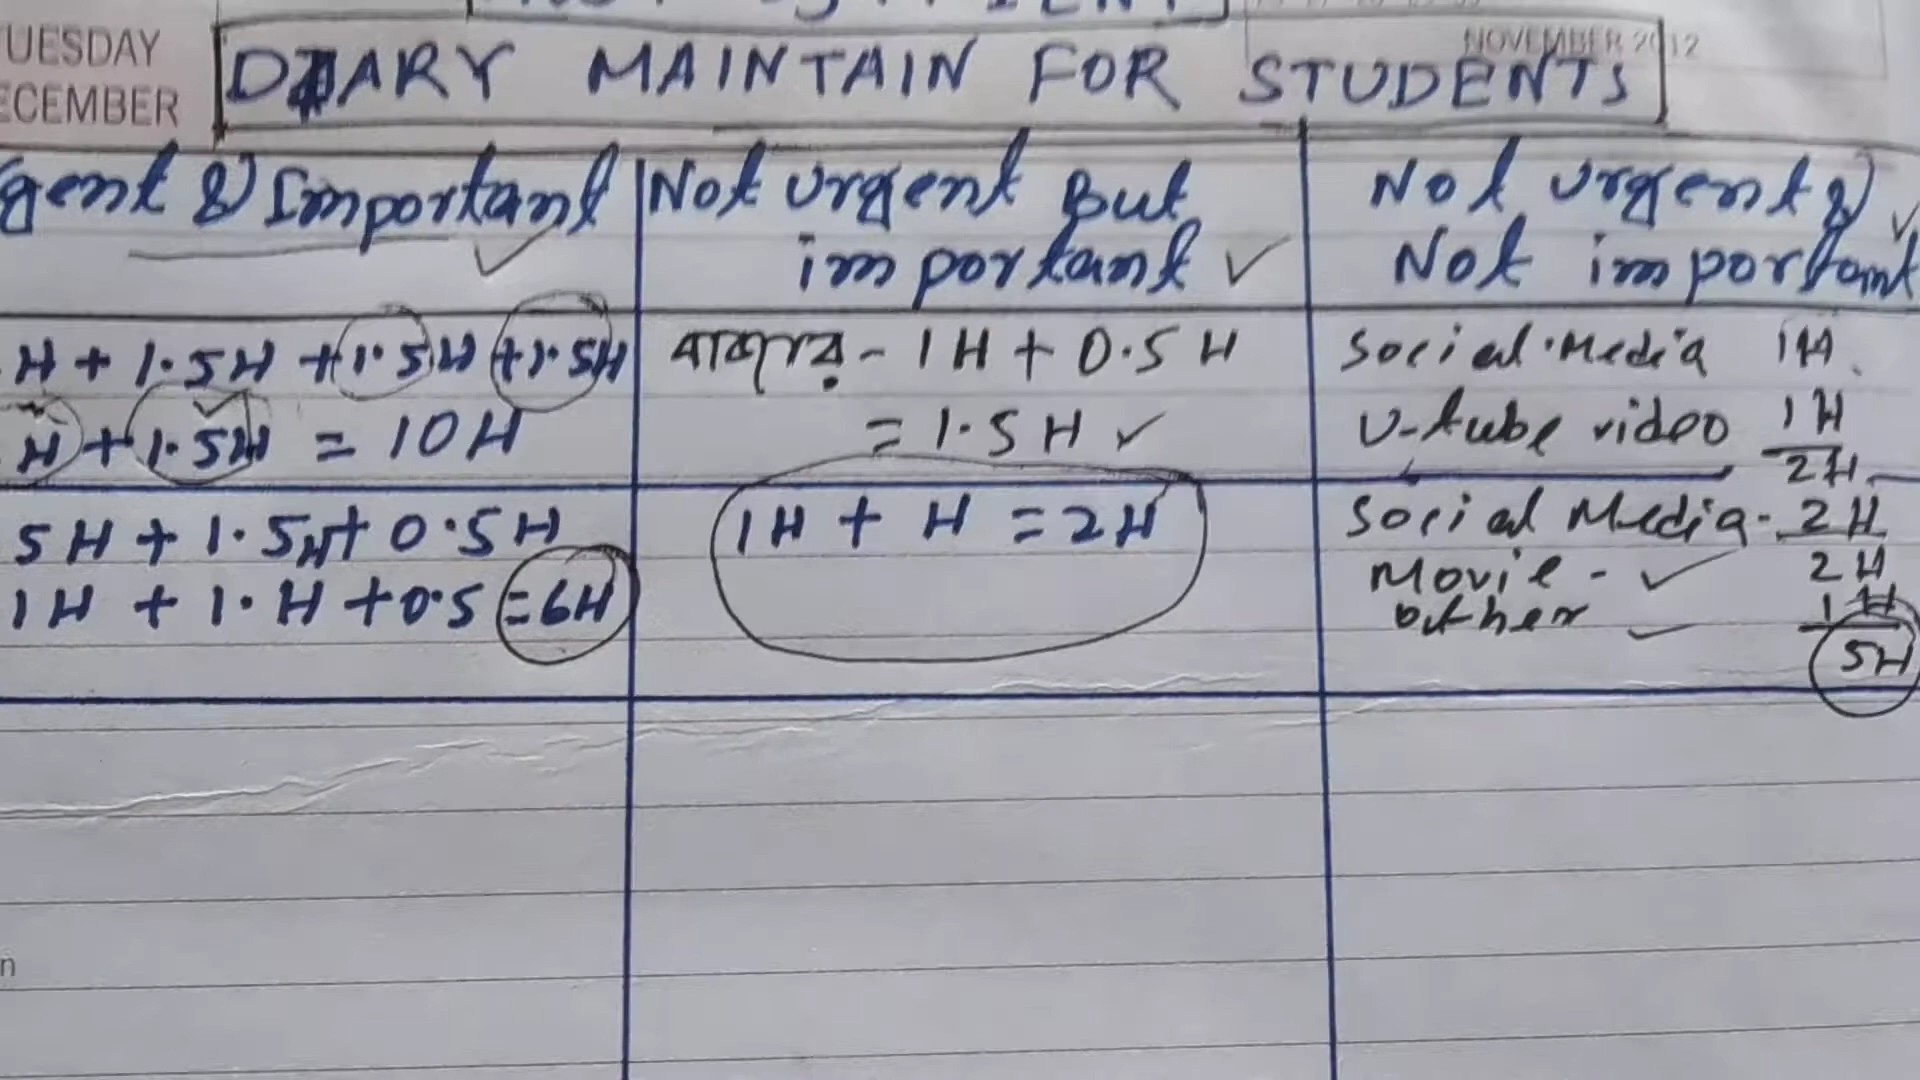 TUESDAY
NOVEMBER 2012
ECEMBER
DIARY MAINTAIN FOR STUDENTS
gent & Important
Not urgent But
important ✓
Not urgent &
Not important
H + 1.5H + 1.5H + 1.5H
H + 1.5H = 10H
বাজার - 1H + 0.5H
= 1.5H ✓
Social Media 1H.
U-tube video 1H
2H
5H + 1.5H + 0.5H
1H + 1.H + 0.5 = 6H
1H + H = 2H
Social Media - 2H
Movie - ✓ 2H
other 1H
5H
n